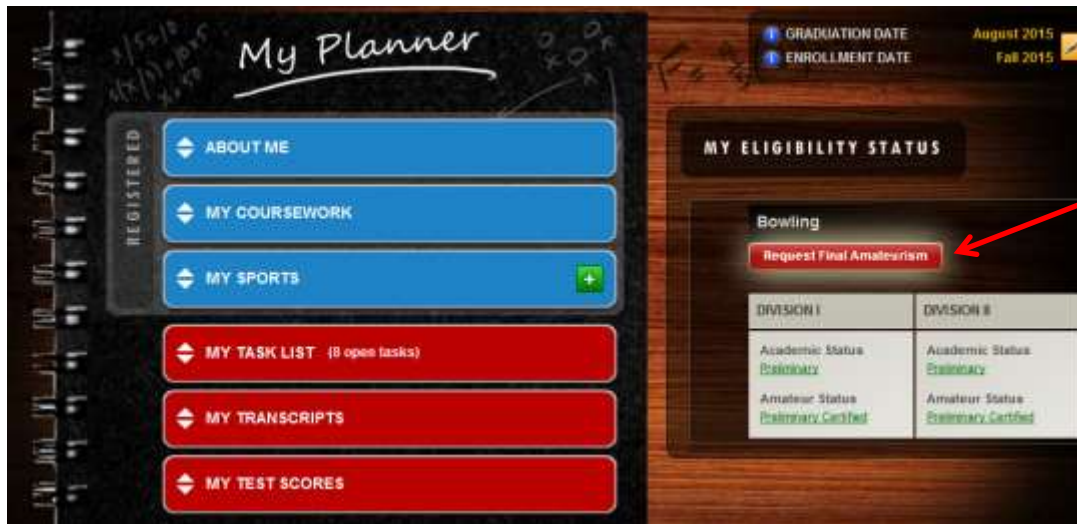 My Planner
REGISTERED
ABOUT ME
MY COURSEWORK
MY SPORTS
MY TASK LIST (8 open tasks)
MY TRANSCRIPTS
MY TEST SCORES
GRADUATION DATE August 2015
ENROLLMENT DATE Fall 2015
MY ELIGIBILITY STATUS
Bowling
Request Final Amateurism
DIVISION I DIVISION II
Academic Status Academic Status
Preliminary Preliminary
Amateur Status Amateur Status
Preliminary Certified Preliminary Certified